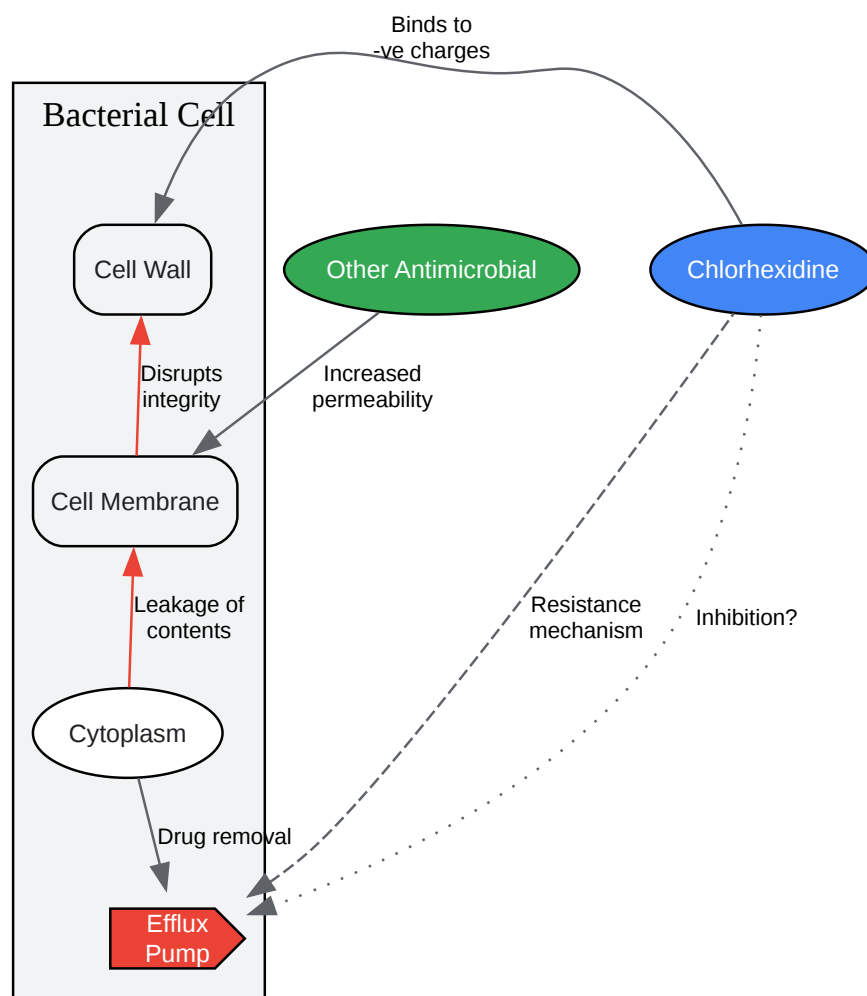 Binds to
-ve charges
Bacterial Cell
Cell Wall
Other Antimicrobial
Chlorhexidine
Disrupts
integrity
Increased
permeability
Cell Membrane
Leakage of
contents
Resistance
mechanism
Inhibition?
Cytoplasm
Drug removal
Efflux
Pump